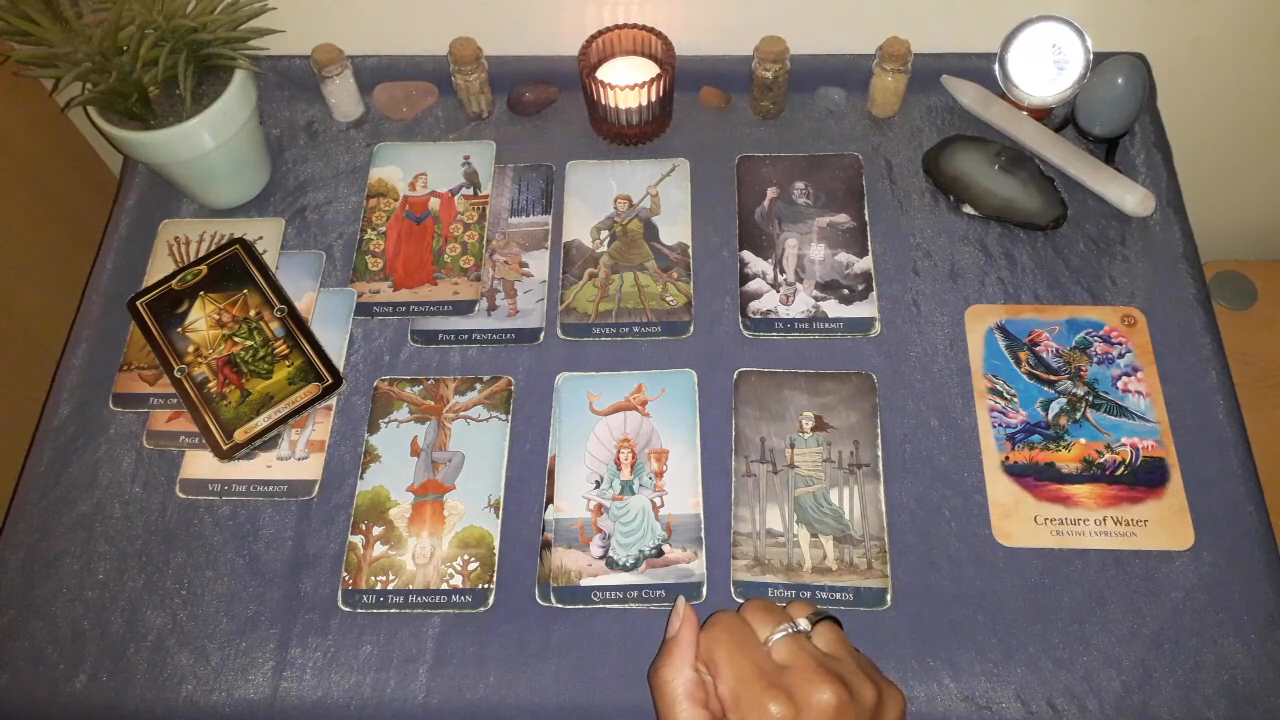 NINE OF PENTACLES
FIVE OF PENTACLES
SEVEN OF WANDS
IX • THE HERMIT
TEN OF
PAGE
KING OF PENTACLES
VII • THE CHARIOT
XII • THE HANGED MAN
QUEEN OF CUPS
EIGHT OF SWORDS
29
Creature of Water
CREATIVE EXPRESSION